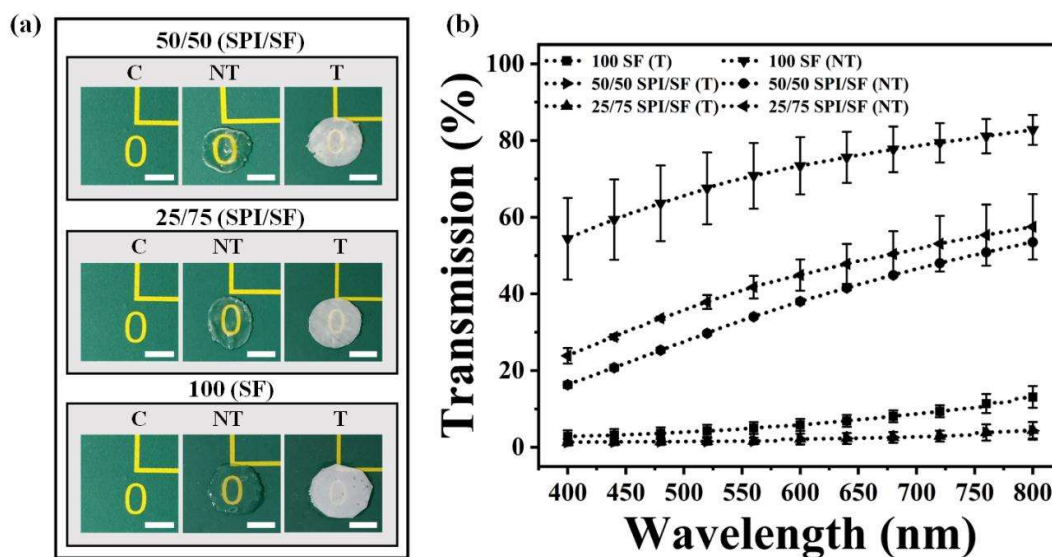 (a)
50/50 (SPI/SF)
C NT T
0 0 0
25/75 (SPI/SF)
C NT T
0 0 0
100 (SF)
C NT T
0 0 0
(b)
100 SF (T) 100 SF (NT)
50/50 SPI/SF (T) 50/50 SPI/SF (NT)
25/75 SPI/SF (T) 25/75 SPI/SF (NT)
Transmission (%)
100
80
60
40
20
0
400 450 500 550 600 650 700 750 800
Wavelength (nm)